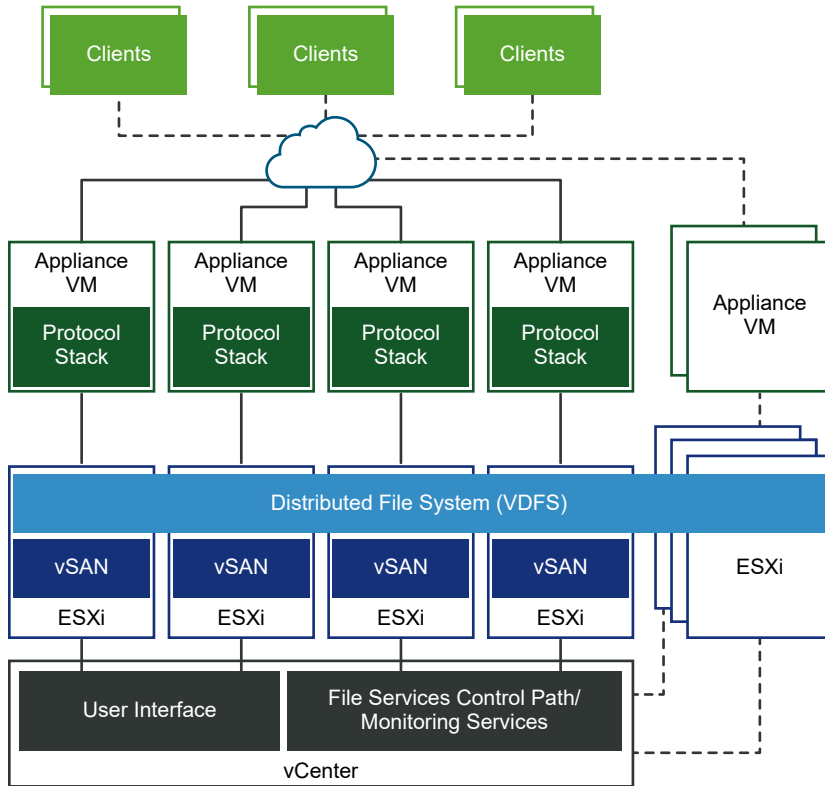 Clients
Clients
Clients
Appliance
VM
Protocol
Stack
Appliance
VM
Protocol
Stack
Appliance
VM
Protocol
Stack
Appliance
VM
Protocol
Stack
Appliance
VM
Distributed File System (VDFS)
vSAN
ESXi
vSAN
ESXi
vSAN
ESXi
vSAN
ESXi
ESXi
User Interface
File Services Control Path/
Monitoring Services
vCenter